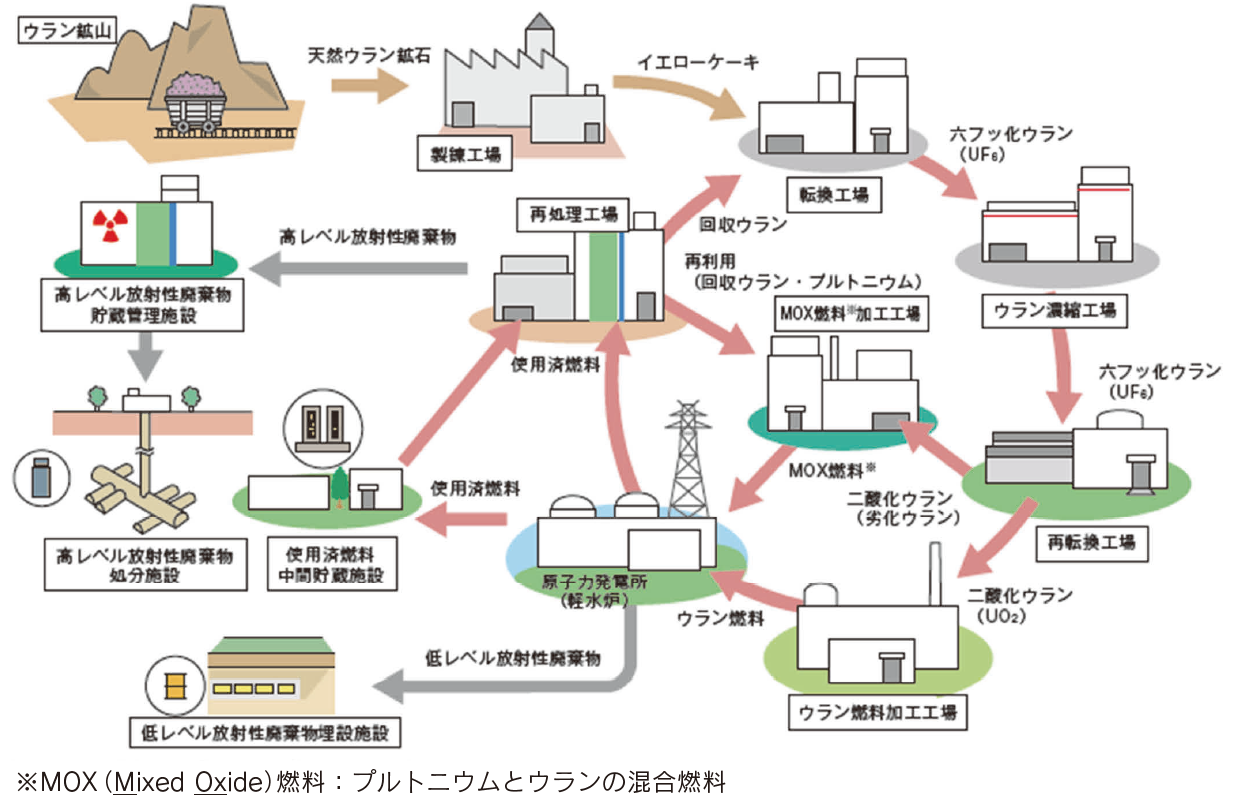 ウラン鉱山
天然ウラン鉱石
製錬工場
イエローケーキ
転換工場
六フッ化ウラン
（UF₆）
ウラン濃縮工場
再処理工場
回収ウラン
再利用
（回収ウラン・プルトニウム）
MOX燃料※加工工場
高レベル放射性廃棄物
高レベル放射性廃棄物
貯蔵管理施設
使用済燃料
六フッ化ウラン
（UF₆）
MOX燃料※
二酸化ウラン
（劣化ウラン）
再転換工場
使用済燃料
高レベル放射性廃棄物
処分施設
使用済燃料
中間貯蔵施設
原子力発電所
（軽水炉）
ウラン燃料
二酸化ウラン
（UO₂）
低レベル放射性廃棄物
ウラン燃料加工工場
低レベル放射性廃棄物埋設施設
※MOX（Mixed Oxide）燃料：プルトニウムとウランの混合燃料